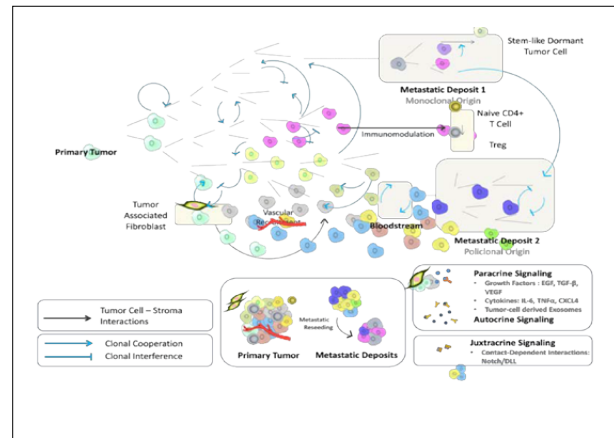 Stem-like Dormant
Tumor Cell
Metastatic Deposit 1
Monoclonal Origin
Naive CD4+
T Cell
Immunomodulation
Treg
Primary Tumor
Tumor
Associated
Fibroblast
Vascular
Bloodstream
Metastatic Deposit 2
Policlonal Origin
Tumor Cell – Stroma
Interactions
Clonal Cooperation
Clonal Interference
Metastatic
Reseeding
Primary Tumor
Metastatic Deposits
Paracrine Signaling
• Growth Factors : EGF, TGF-β,
VEGF
• Cytokines: IL-6, TNFα, CXCL4
• Tumor-cell derived Exosomes
Autocrine Signaling
Juxtracrine Signaling
• Contact-Dependent Interactions:
Notch/DLL